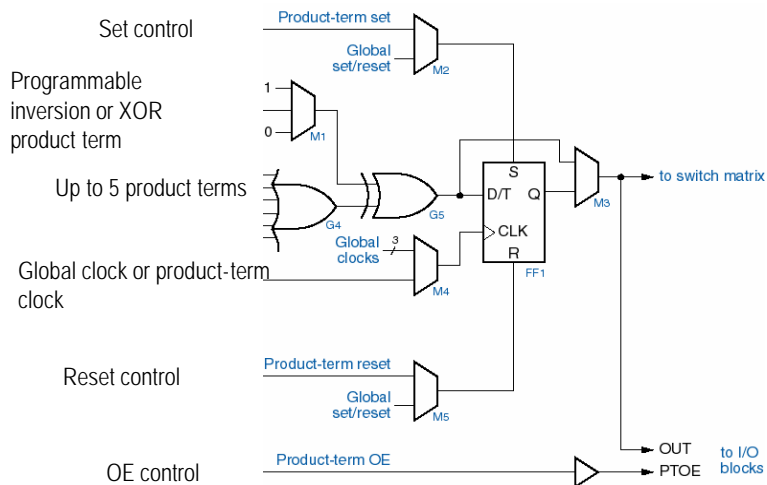 Set control
Product-term set
Global
set/reset
M2
Programmable
inversion or XOR
product term
1
0
M1
Up to 5 product terms
G4
G5
S
D/T
Q
CLK
R
FF1
M3
to switch matrix
3
Global
clocks
Global clock or product-term
clock
M4
Reset control
Product-term reset
Global
set/reset
M5
OE control
Product-term OE
OUT
PTOE
to I/O
blocks